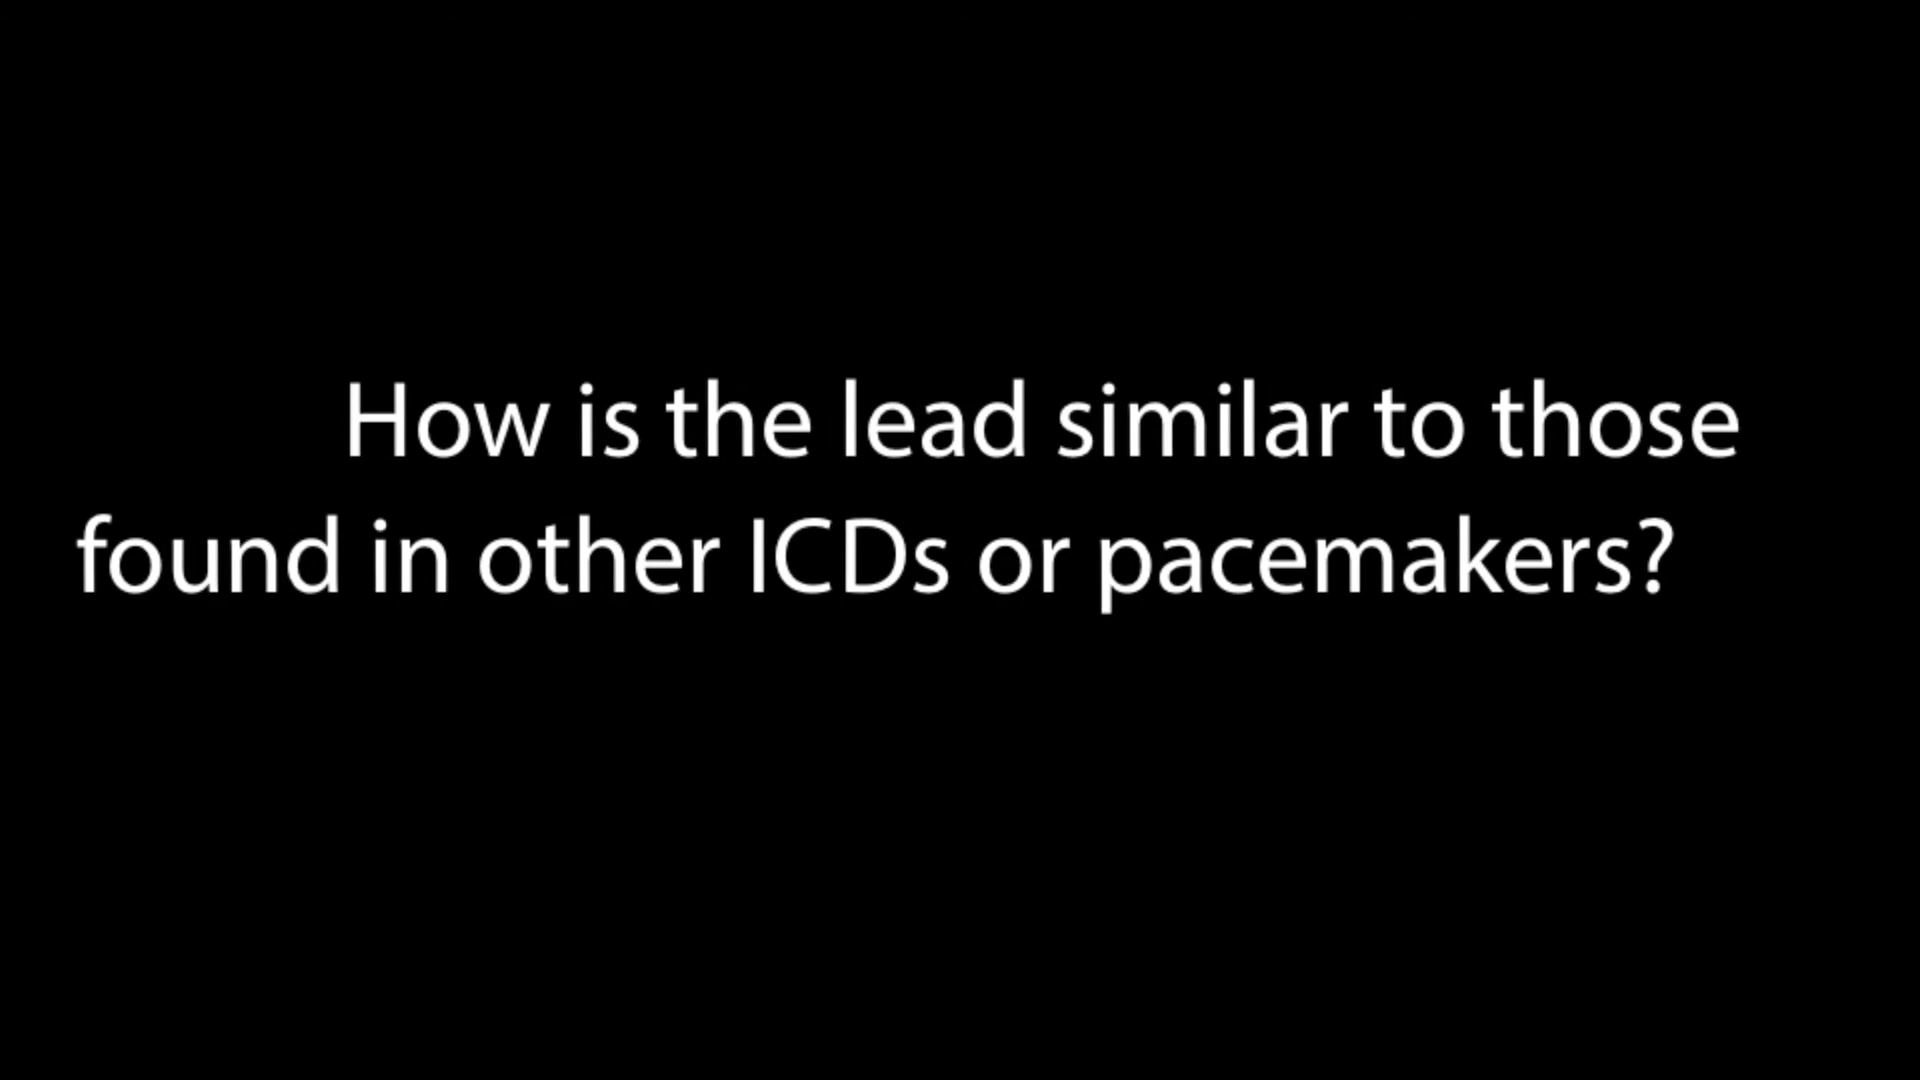 How is the lead similar to those
found in other ICDs or pacemakers?